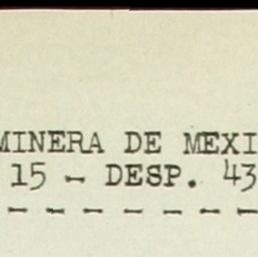 MINERA DE MEXI
15 - DESP. 43
- - - - - - -